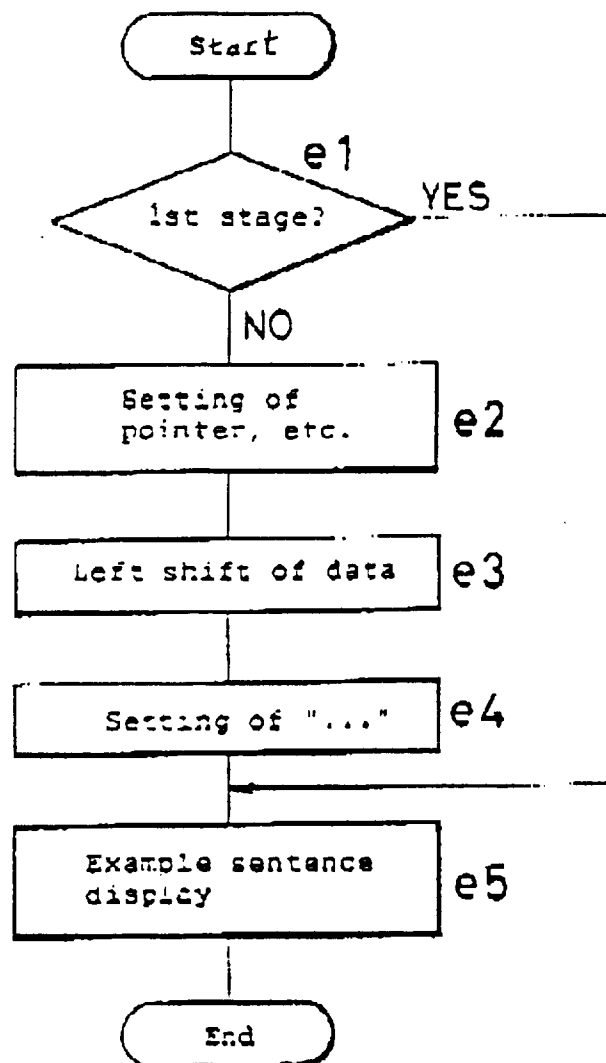 Start
e1
1st stage?
YES
NO
Setting of
pointer, etc.
e2
Left shift of data
e3
Setting of "..."
e4
Example sentence
display
e5
End